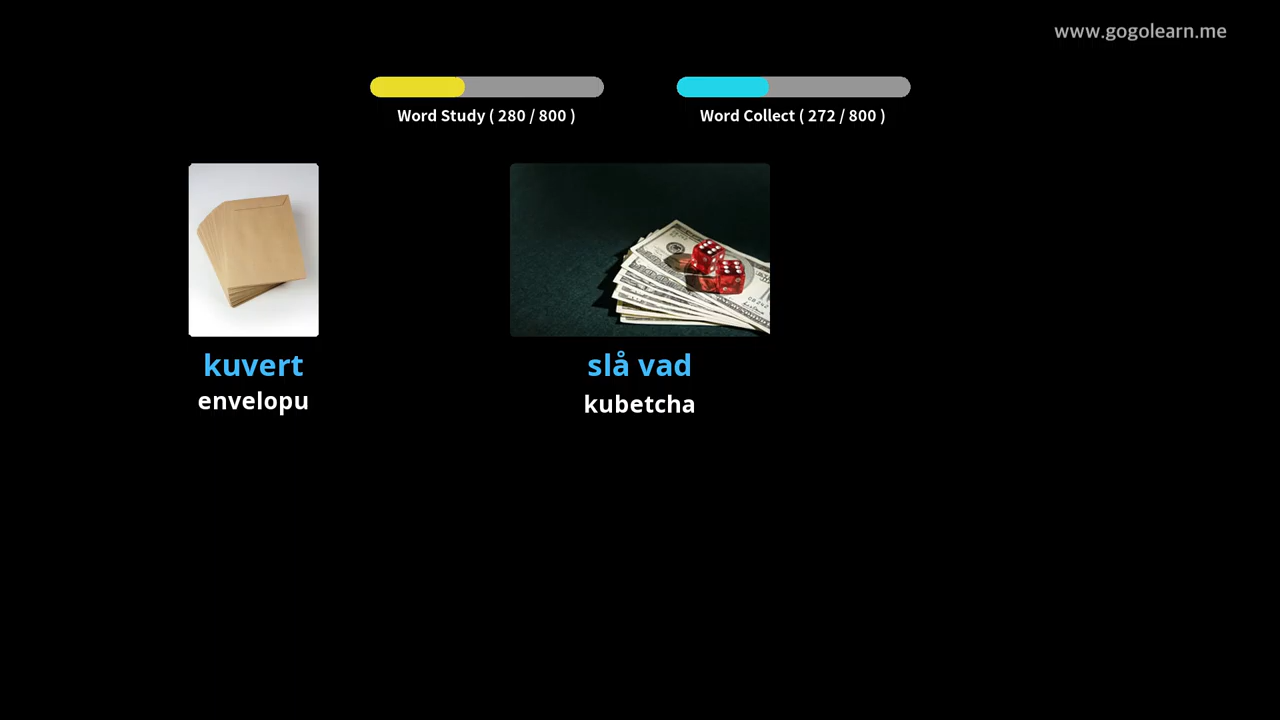 www.gogolearn.me
Word Study ( 280 / 800 )
Word Collect ( 272 / 800 )
kuvert
envelopu
slå vad
kubetcha